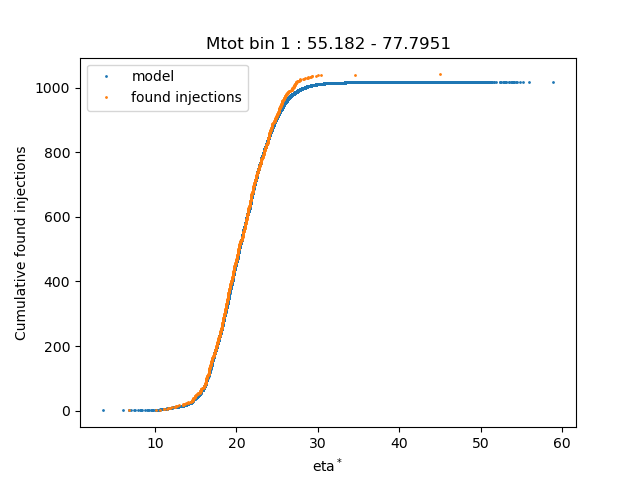 Mtot bin 1 : 55.182 - 77.7951
model
found injections
Cumulative found injections
1000
800
600
400
200
0
10 20 30 40 50 60
eta*